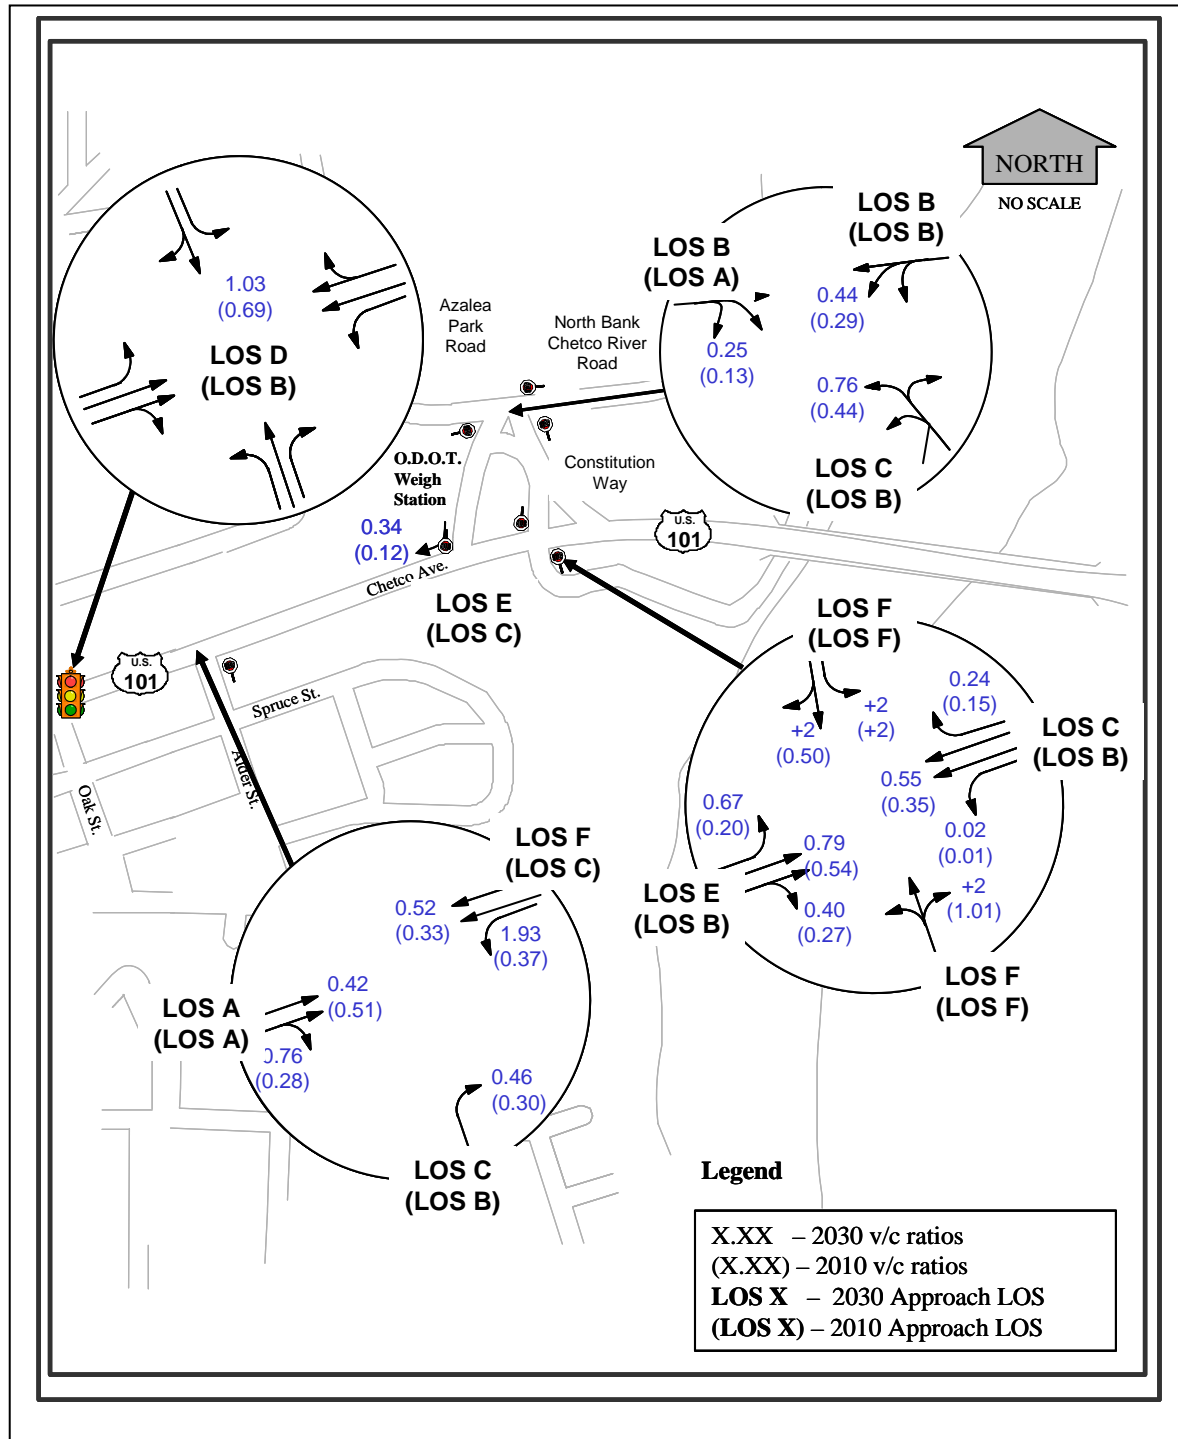 NORTH
NO SCALE
LOS B
(LOS B)
LOS B
(LOS A)
0.44
(0.29)
0.25
(0.13)
0.76
(0.44)
LOS C
(LOS B)
1.03
(0.69)
LOS D
(LOS B)
Azalea
Park
Road
North Bank
Chetco River
Road
O.D.O.T.
Weigh
Station
Constitution
Way
0.34
(0.12)
U.S.
101
Chetco Ave.
LOS E
(LOS C)
U.S.
101
Spruce St.
Alder St.
Oak St.
LOS F
(LOS F)
0.24
(0.15)
+2
(+2)
+2
(0.50)
LOS C
(LOS B)
0.55
(0.35)
0.67
(0.20)
0.02
(0.01)
0.79
(0.54)
LOS E
(LOS B)
0.40
(0.27)
+2
(1.01)
LOS F
(LOS F)
LOS F
(LOS C)
0.52
(0.33)
1.93
(0.37)
0.42
(0.51)
LOS A
(LOS A)
0.76
(0.28)
0.46
(0.30)
LOS C
(LOS B)
Legend
X.XX – 2030 v/c ratios
(X.XX) – 2010 v/c ratios
LOS X – 2030 Approach LOS
(LOS X) – 2010 Approach LOS